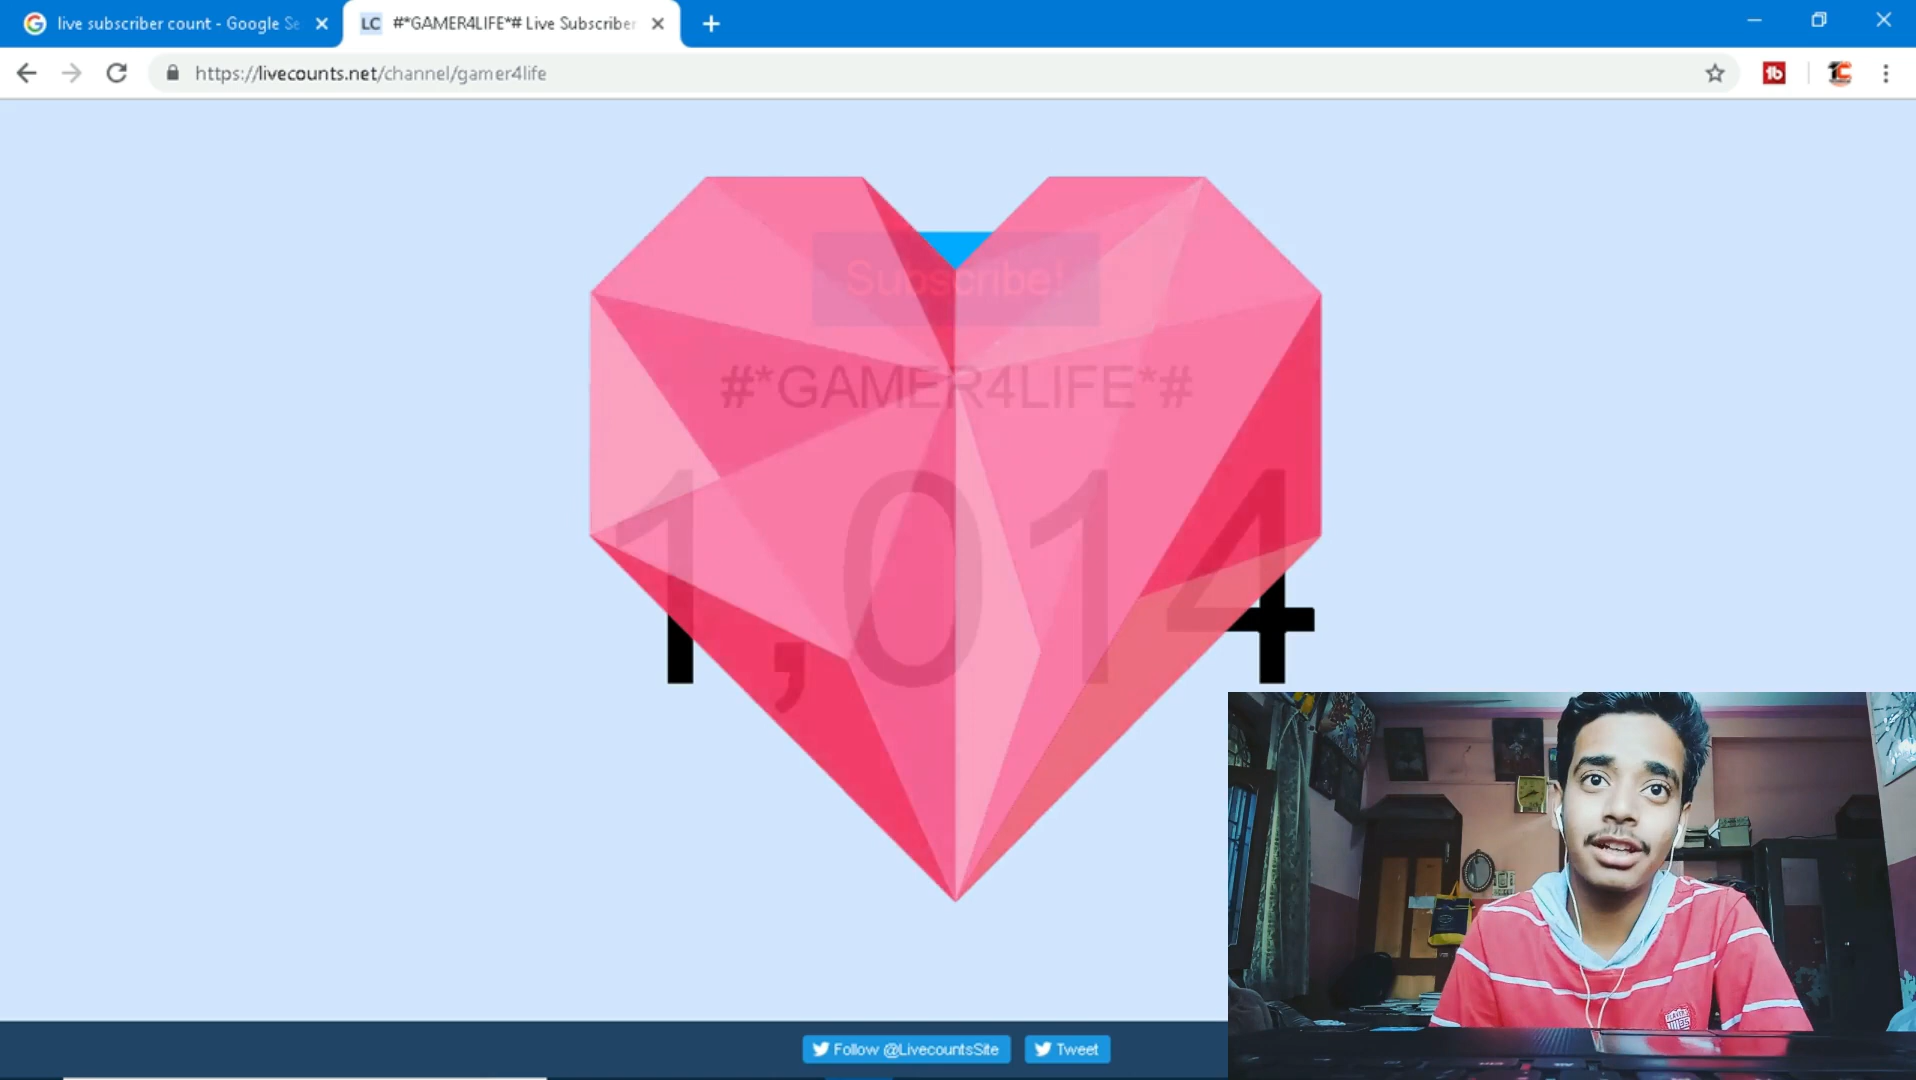 live subscriber count - Google Se
LC #*GAMER4LIFE*# Live Subscriber
https://livecounts.net/channel/gamer4life
Subscribe!
#*GAMER4LIFE*#
1,014
Follow @LivecountsSite
Tweet